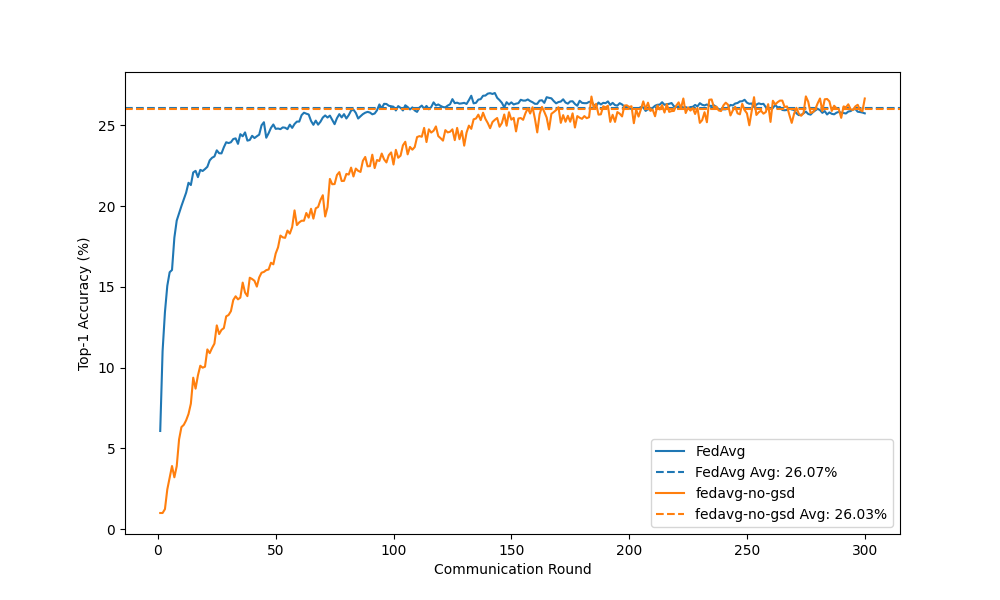 25
20
15
10
5
0
Top-1 Accuracy (%)
0 50 100 150 200 250 300
Communication Round
FedAvg
FedAvg Avg: 26.07%
fedavg-no-gsd
fedavg-no-gsd Avg: 26.03%